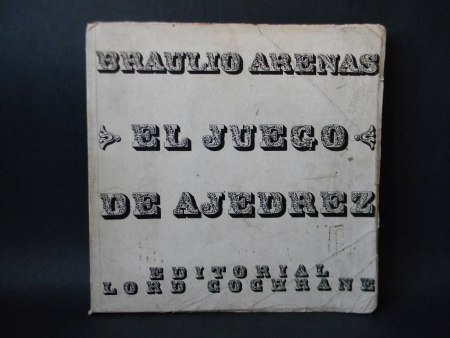 BRAULIO ARENAS
EL JUEGO
DE AJEDREZ
EDITORIAL
LORD COCHRANE